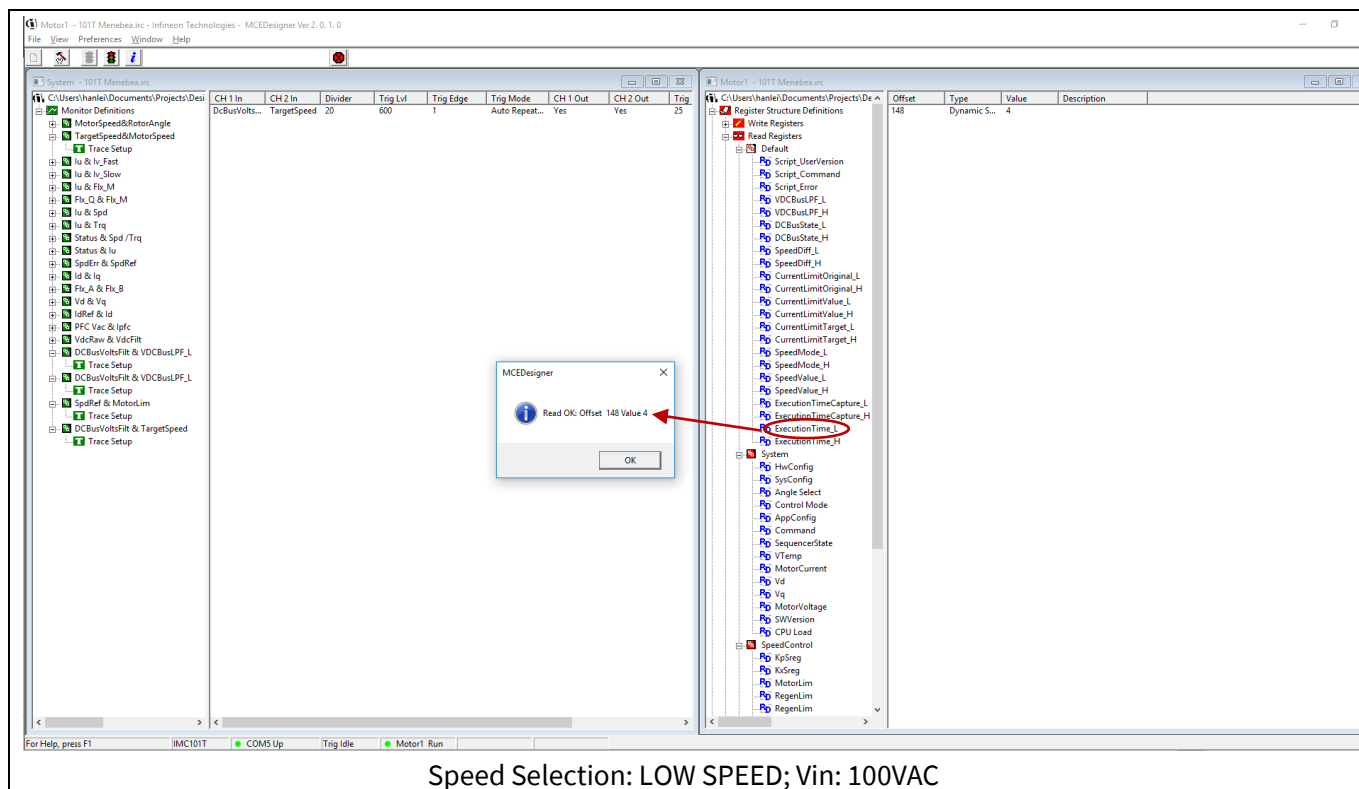 Motor1 - 101T Menebea.irc - Infineon Technologies - MCEDesigner Ver 2. 0. 1. 0
File View Preferences Window Help
System - 101T Menebea.irc
C:\Users\hanlei\Documents\Projects\Desi
Monitor Definitions
MotorSpeed&RotorAngle
TargetSpeed&MotorSpeed
Trace Setup
Iu & Iv_Fast
Iu & Iv_Slow
Iu & Flx_M
Flx_Q & Flx_M
Iu & Spd
Iu & Trq
Status & Spd /Trq
Status & Iu
SpdErr & SpdRef
Id & Iq
Flx_A & Flx_B
Vd & Vq
IdRef & Id
PFC Vac & Ipfc
VdcRaw & VdcFilt
DCBusVoltsFilt & VDCBusLPF_L
Trace Setup
DCBusVoltsFilt & VDCBusLPF_L
Trace Setup
SpdRef & MotorLim
Trace Setup
DCBusVoltsFilt & TargetSpeed
Trace Setup
CH 1 In CH 2 In Divider Trig Lvl Trig Edge Trig Mode CH 1 Out CH 2 Out Trig
DcBusVolts... TargetSpeed 20 600 1 Auto Repeat... Yes Yes 25
MCEDesigner
Read OK: Offset 148 Value 4
OK
Motor1 - 101T Menebea.irc
C:\Users\hanlei\Documents\Projects\De
Register Structure Definitions
Write Registers
Read Registers
Default
Script_UserVersion
Script_Command
Script_Error
VDCBusLPF_L
VDCBusLPF_H
DCBusState_L
DCBusState_H
SpeedDiff_L
SpeedDiff_H
CurrentLimitOriginal_L
CurrentLimitOriginal_H
CurrentLimitValue_L
CurrentLimitValue_H
CurrentLimitTarget_L
CurrentLimitTarget_H
SpeedMode_L
SpeedMode_H
SpeedValue_L
SpeedValue_H
ExecutionTimeCapture_L
ExecutionTimeCapture_H
ExecutionTime_L
ExecutionTime_H
System
HwConfig
SysConfig
Angle Select
Control Mode
AppConfig
Command
SequencerState
VTemp
MotorCurrent
Vd
Vq
MotorVoltage
SWVersion
CPU Load
SpeedControl
KpSreg
KxSreg
MotorLim
RegenLim
RegenLim
Offset Type Value Description
148 Dynamic S... 4
For Help, press F1 IMC101T COM5 Up Trig Idle Motor1 Run
Speed Selection: LOW SPEED; Vin: 100VAC